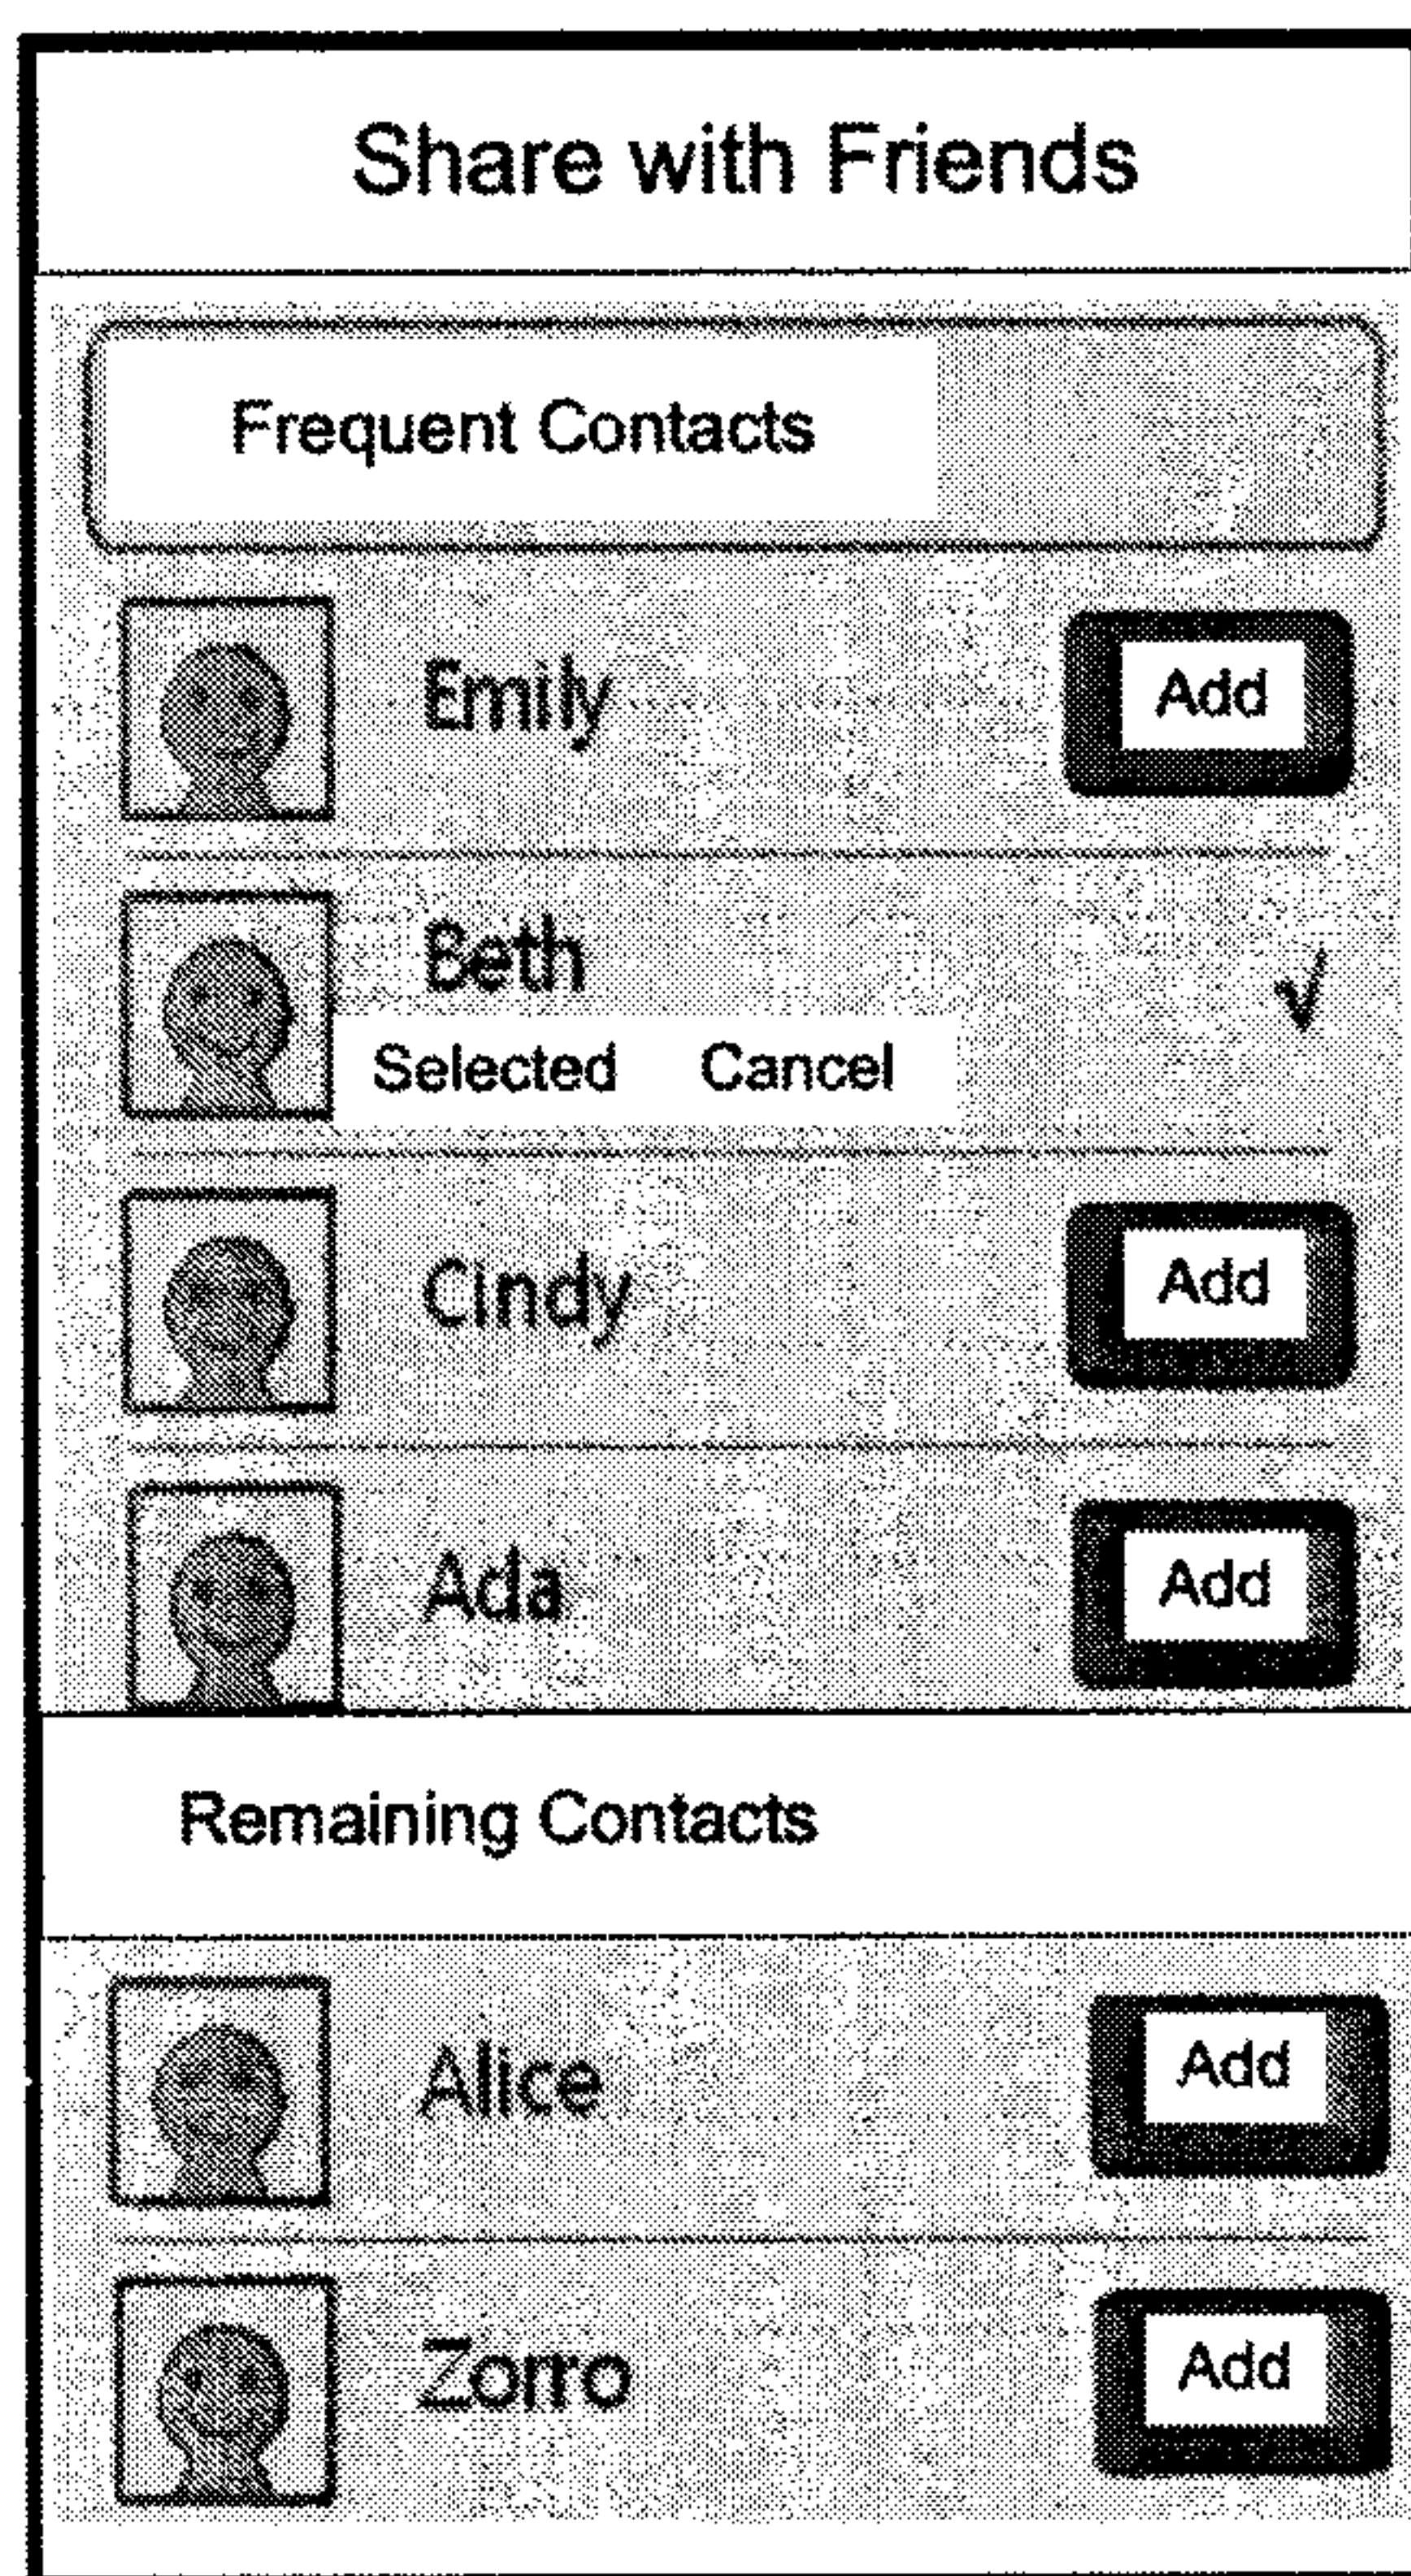 Share with Friends
Frequent Contacts
Emily Add
Beth √
Selected Cancel
Cindy Add
Ada Add
Remaining Contacts
Alice Add
Zorro Add